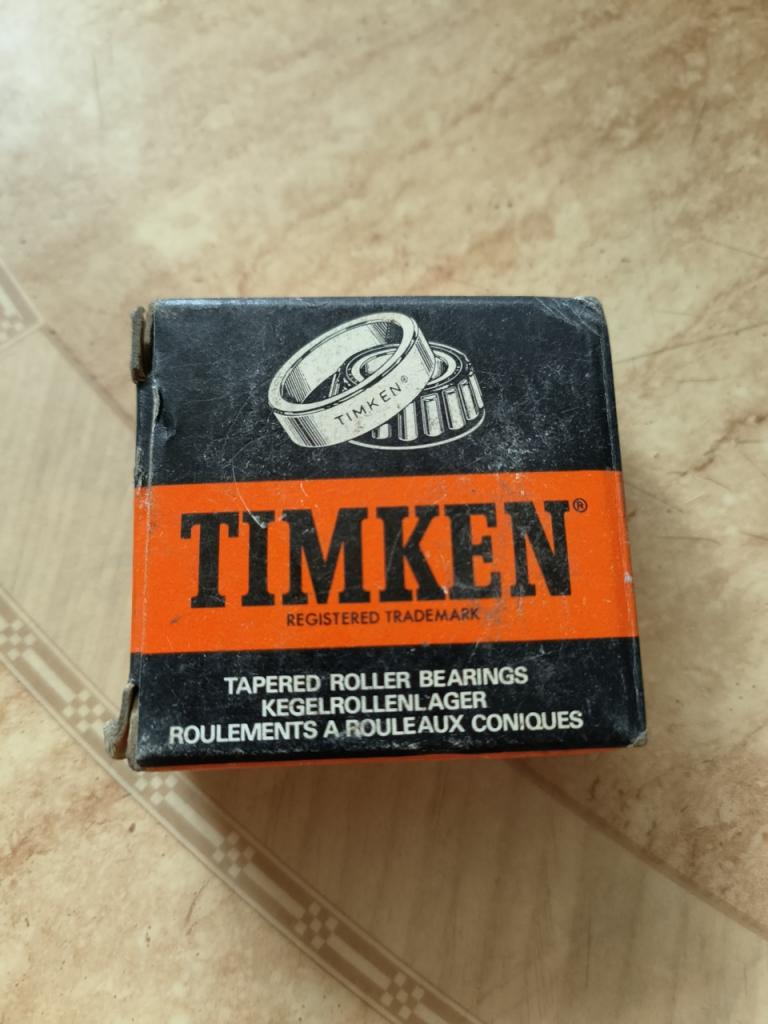 TIMKEN®
TIMKEN®
REGISTERED TRADEMARK
TAPERED ROLLER BEARINGS
KEGELROLLENLAGER
ROULEMENTS A ROULEAUX CONIQUES